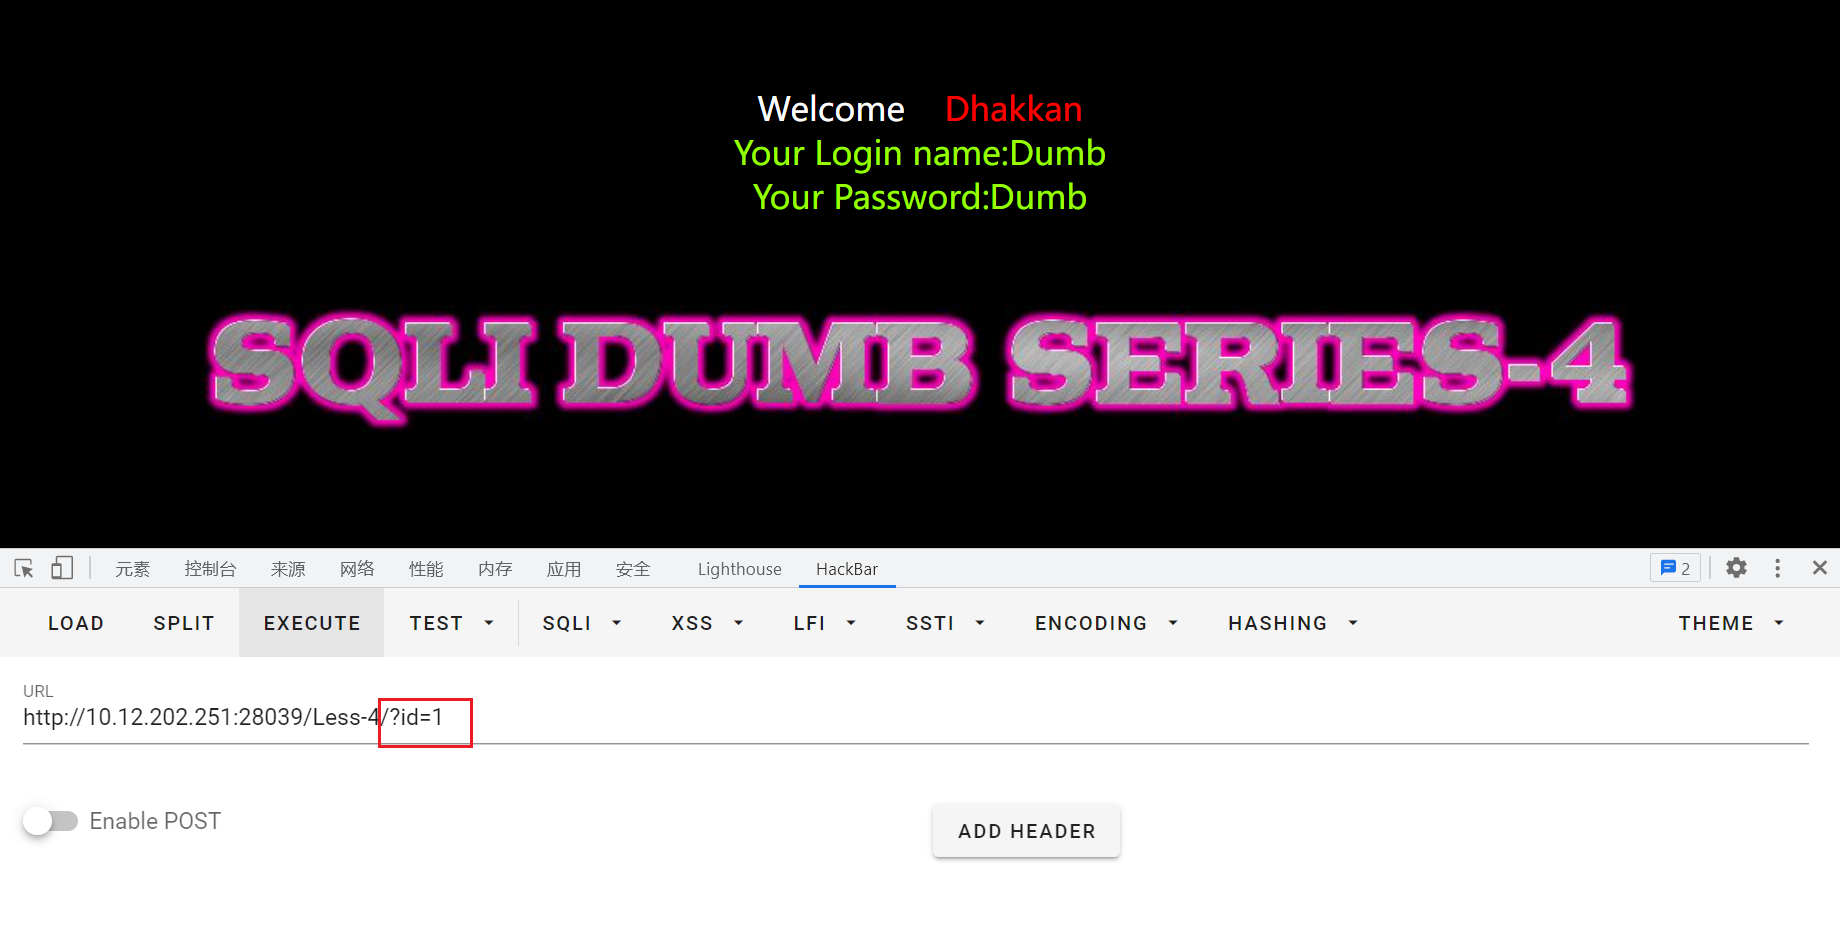 Welcome Dhakkan
Your Login name:Dumb
Your Password:Dumb
SQLI DUMB SERIES-4
元素 控制台 来源 网络 性能 内存 应用 安全 Lighthouse HackBar 2
LOAD SPLIT EXECUTE TEST SQLI XSS LFI SSTI ENCODING HASHING THEME
URL
http://10.12.202.251:28039/Less-4/?id=1
Enable POST ADD HEADER